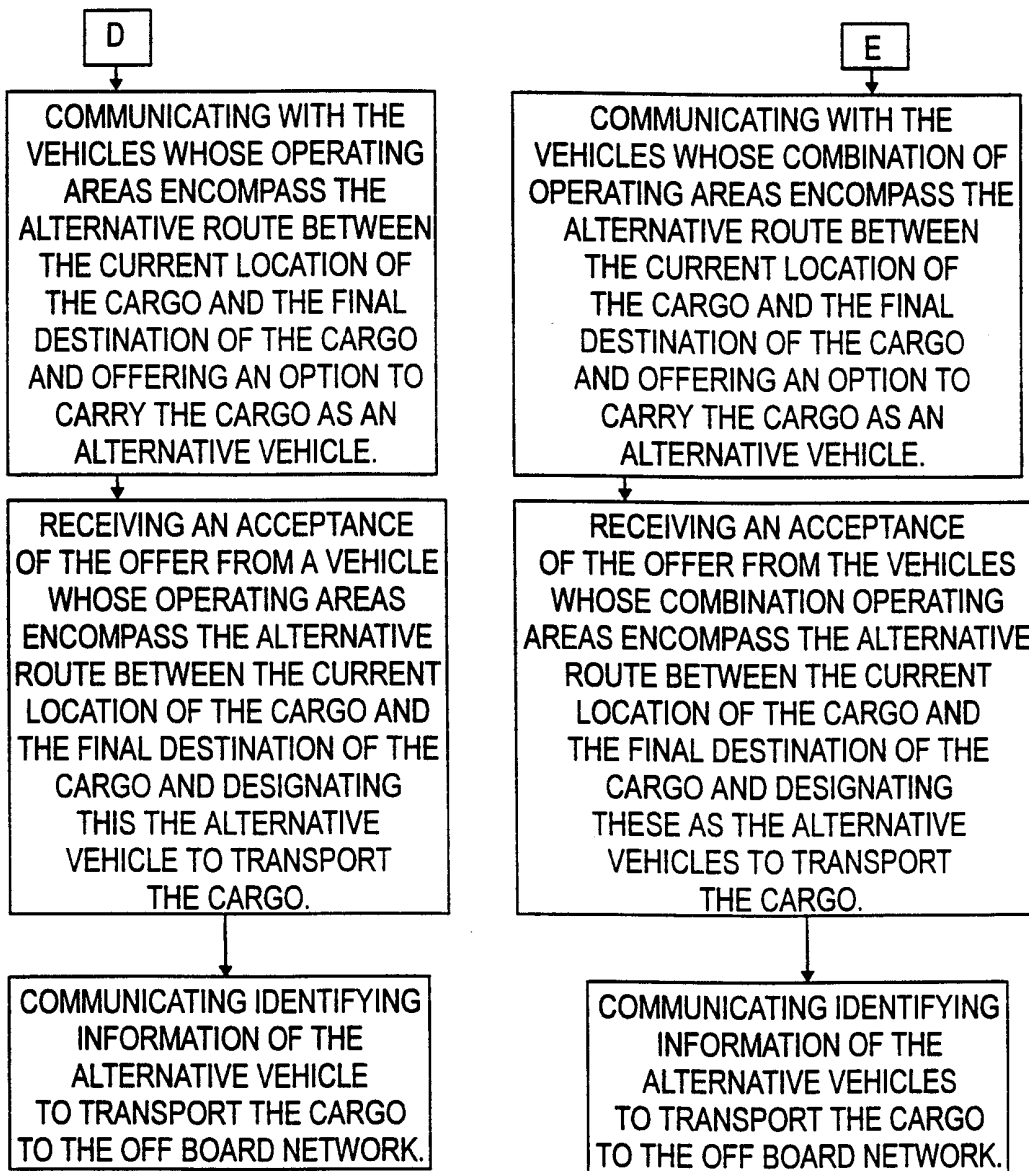 D
COMMUNICATING WITH THE
VEHICLES WHOSE OPERATING
AREAS ENCOMPASS THE
ALTERNATIVE ROUTE BETWEEN
THE CURRENT LOCATION OF
THE CARGO AND THE FINAL
DESTINATION OF THE CARGO
AND OFFERING AN OPTION TO
CARRY THE CARGO AS AN
ALTERNATIVE VEHICLE.
RECEIVING AN ACCEPTANCE
OF THE OFFER FROM A VEHICLE
WHOSE OPERATING AREAS
ENCOMPASS THE ALTERNATIVE
ROUTE BETWEEN THE CURRENT
LOCATION OF THE CARGO AND
THE FINAL DESTINATION OF THE
CARGO AND DESIGNATING
THIS THE ALTERNATIVE
VEHICLE TO TRANSPORT
THE CARGO.
COMMUNICATING IDENTIFYING
INFORMATION OF THE
ALTERNATIVE VEHICLE
TO TRANSPORT THE CARGO
TO THE OFF BOARD NETWORK.
E
COMMUNICATING WITH THE
VEHICLES WHOSE COMBINATION OF
OPERATING AREAS ENCOMPASS THE
ALTERNATIVE ROUTE BETWEEN
THE CURRENT LOCATION OF
THE CARGO AND THE FINAL
DESTINATION OF THE CARGO
AND OFFERING AN OPTION TO
CARRY THE CARGO AS AN
ALTERNATIVE VEHICLE.
RECEIVING AN ACCEPTANCE
OF THE OFFER FROM THE VEHICLES
WHOSE COMBINATION OPERATING
AREAS ENCOMPASS THE ALTERNATIVE
ROUTE BETWEEN THE CURRENT
LOCATION OF THE CARGO AND
THE FINAL DESTINATION OF THE
CARGO AND DESIGNATING
THESE AS THE ALTERNATIVE
VEHICLES TO TRANSPORT
THE CARGO.
COMMUNICATING IDENTIFYING
INFORMATION OF THE
ALTERNATIVE VEHICLES
TO TRANSPORT THE CARGO
TO THE OFF BOARD NETWORK.